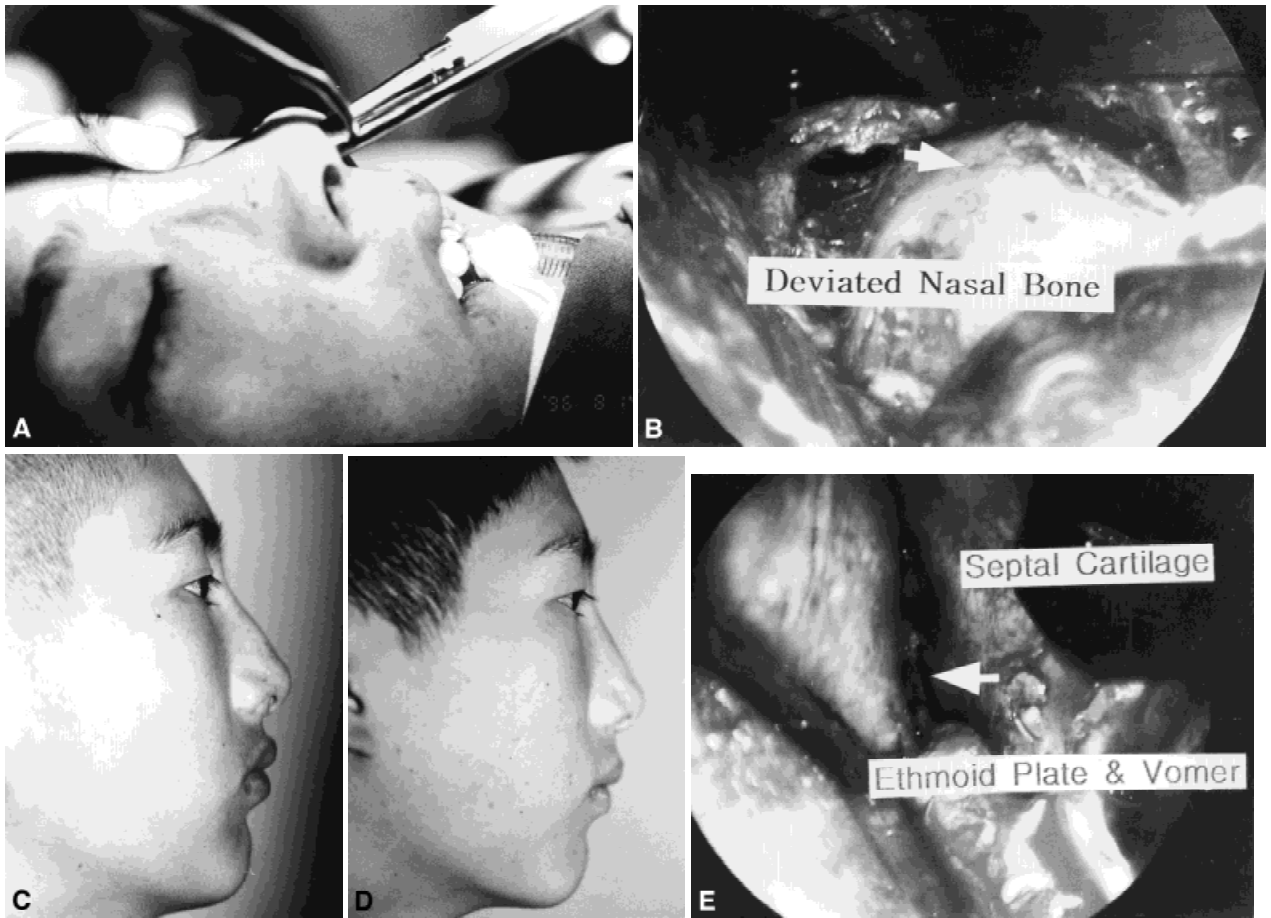 A
B
Deviated Nasal Bone
C
D
E
Septal Cartilage
Ethmoid Plate & Vomer